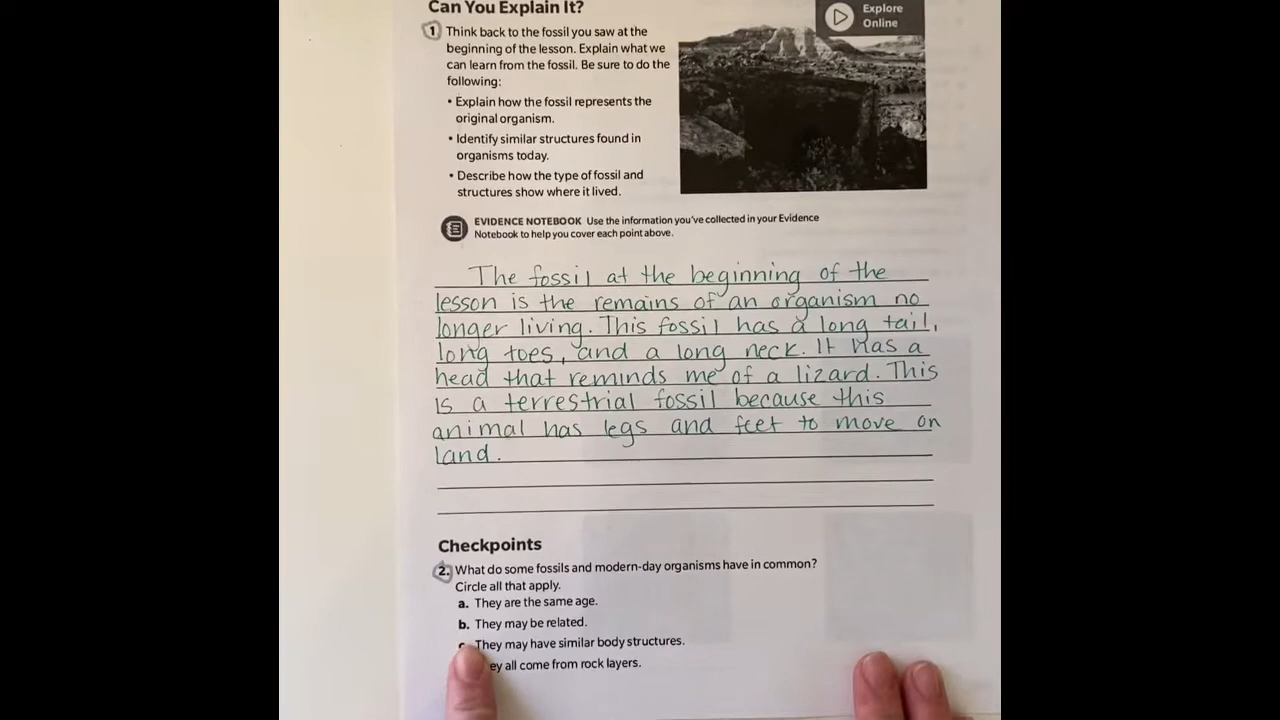 Can You Explain It?
Explore
Online
1 Think back to the fossil you saw at the
beginning of the lesson. Explain what we
can learn from the fossil. Be sure to do the
following:
• Explain how the fossil represents the
original organism.
• Identify similar structures found in
organisms today.
• Describe how the type of fossil and
structures show where it lived.
EVIDENCE NOTEBOOK Use the information you've collected in your Evidence
Notebook to help you cover each point above.
The fossil at the beginning of the
lesson is the remains of an organism no
longer living. This fossil has a long tail,
long toes, and a long neck. It has a
head that reminds me of a lizard. This
is a terrestrial fossil because this
animal has legs and feet to move on
land.
Checkpoints
2. What do some fossils and modern-day organisms have in common?
Circle all that apply.
a. They are the same age.
b. They may be related.
They may have similar body structures.
all come from rock layers.